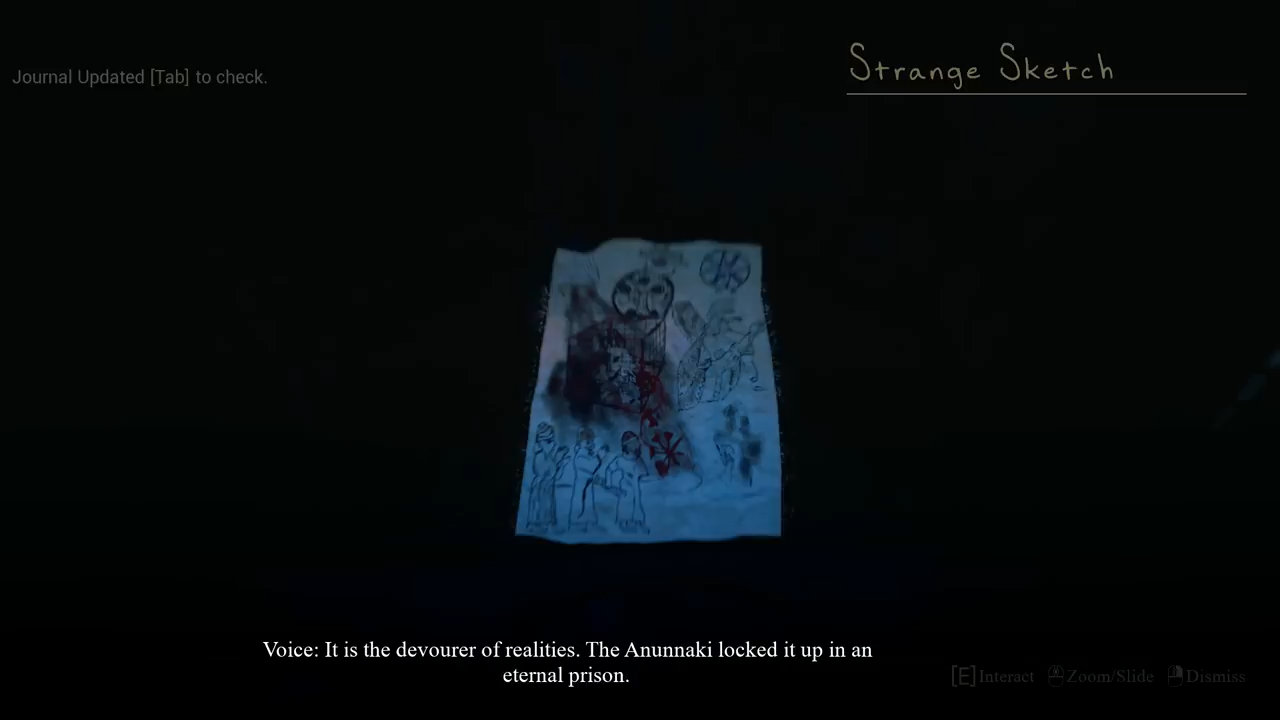 Strange Sketch
Journal Updated [Tab] to check.
Voice: It is the devourer of realities. The Anunnaki locked it up in an
eternal prison.
[E]Interact Zoom/Slide Dismiss